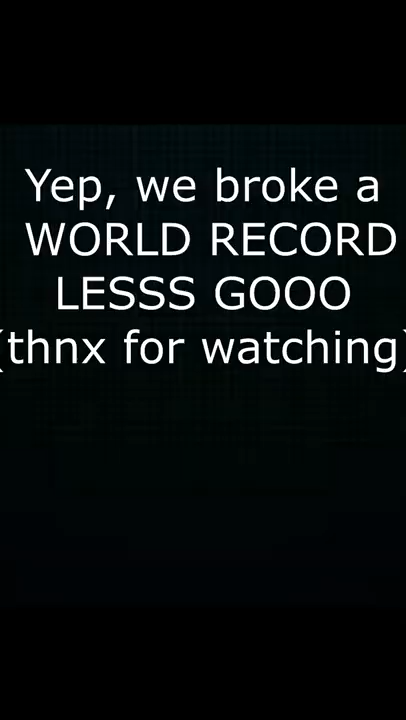 Yep, we broke a
WORLD RECORD
LESSS GOOO
(thnx for watching)